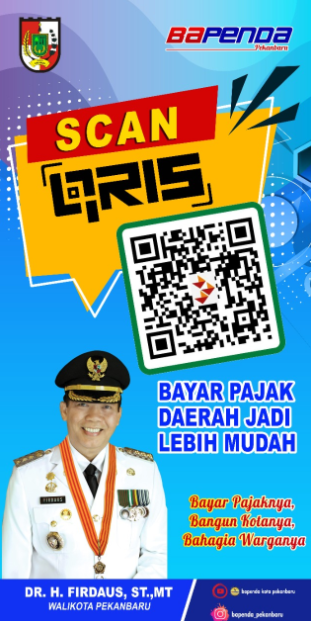 BAPENDA
Pekanbaru
SCAN
QRIS
BAYAR PAJAK
DAERAH JADI
LEBIH MUDAH
FIRDAUS
Bayar Pajaknya,
Bangun Kotanya,
Bahagia Warganya
DR. H. FIRDAUS, ST.,MT
WALIKOTA PEKANBARU
bapenda kota pekanbaru
bapenda_pekanbaru